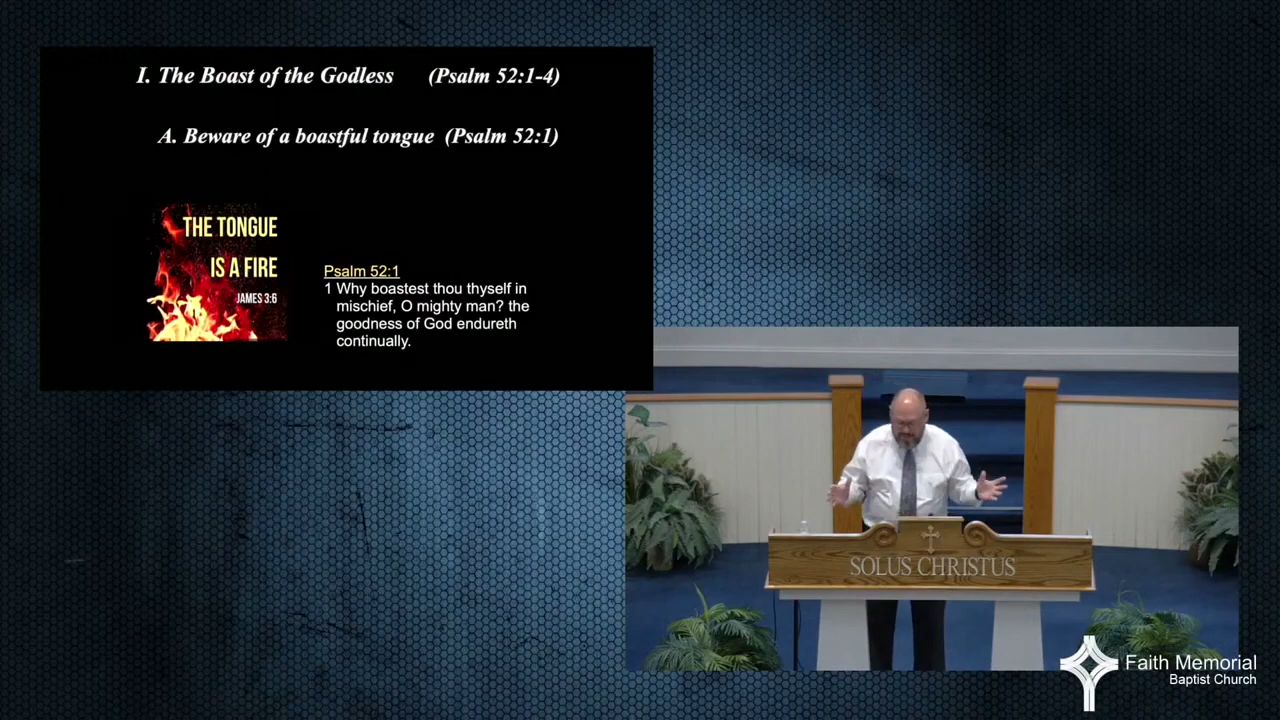 I. The Boast of the Godless (Psalm 52:1-4)
A. Beware of a boastful tongue (Psalm 52:1)
THE TONGUE
IS A FIRE
JAMES 3:6
Psalm 52:1
1 Why boastest thou thyself in
mischief, O mighty man? the
goodness of God endureth
continually.
SOLUS CHRISTUS
Faith Memorial
Baptist Church